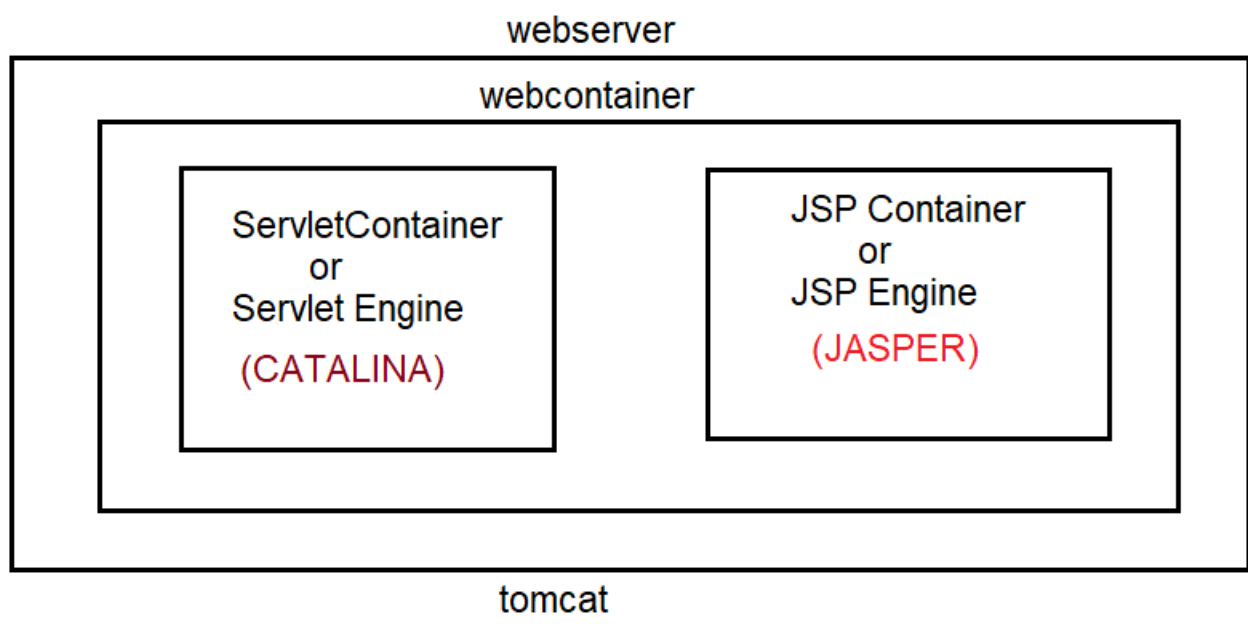 webserver
webcontainer
ServletContainer
or
Servlet Engine
(CATALINA)
JSP Container
or
JSP Engine
(JASPER)
tomcat